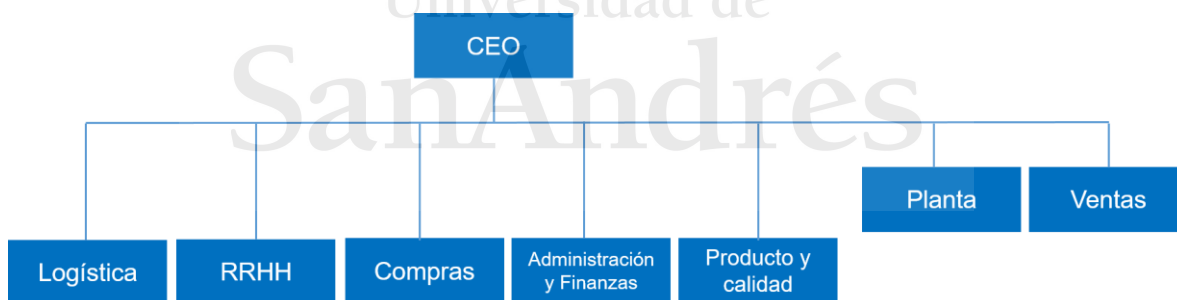 Universidad de
SanAndrés
CEO
Planta
Ventas
Logística
RRHH
Compras
Administración
y Finanzas
Producto y
calidad